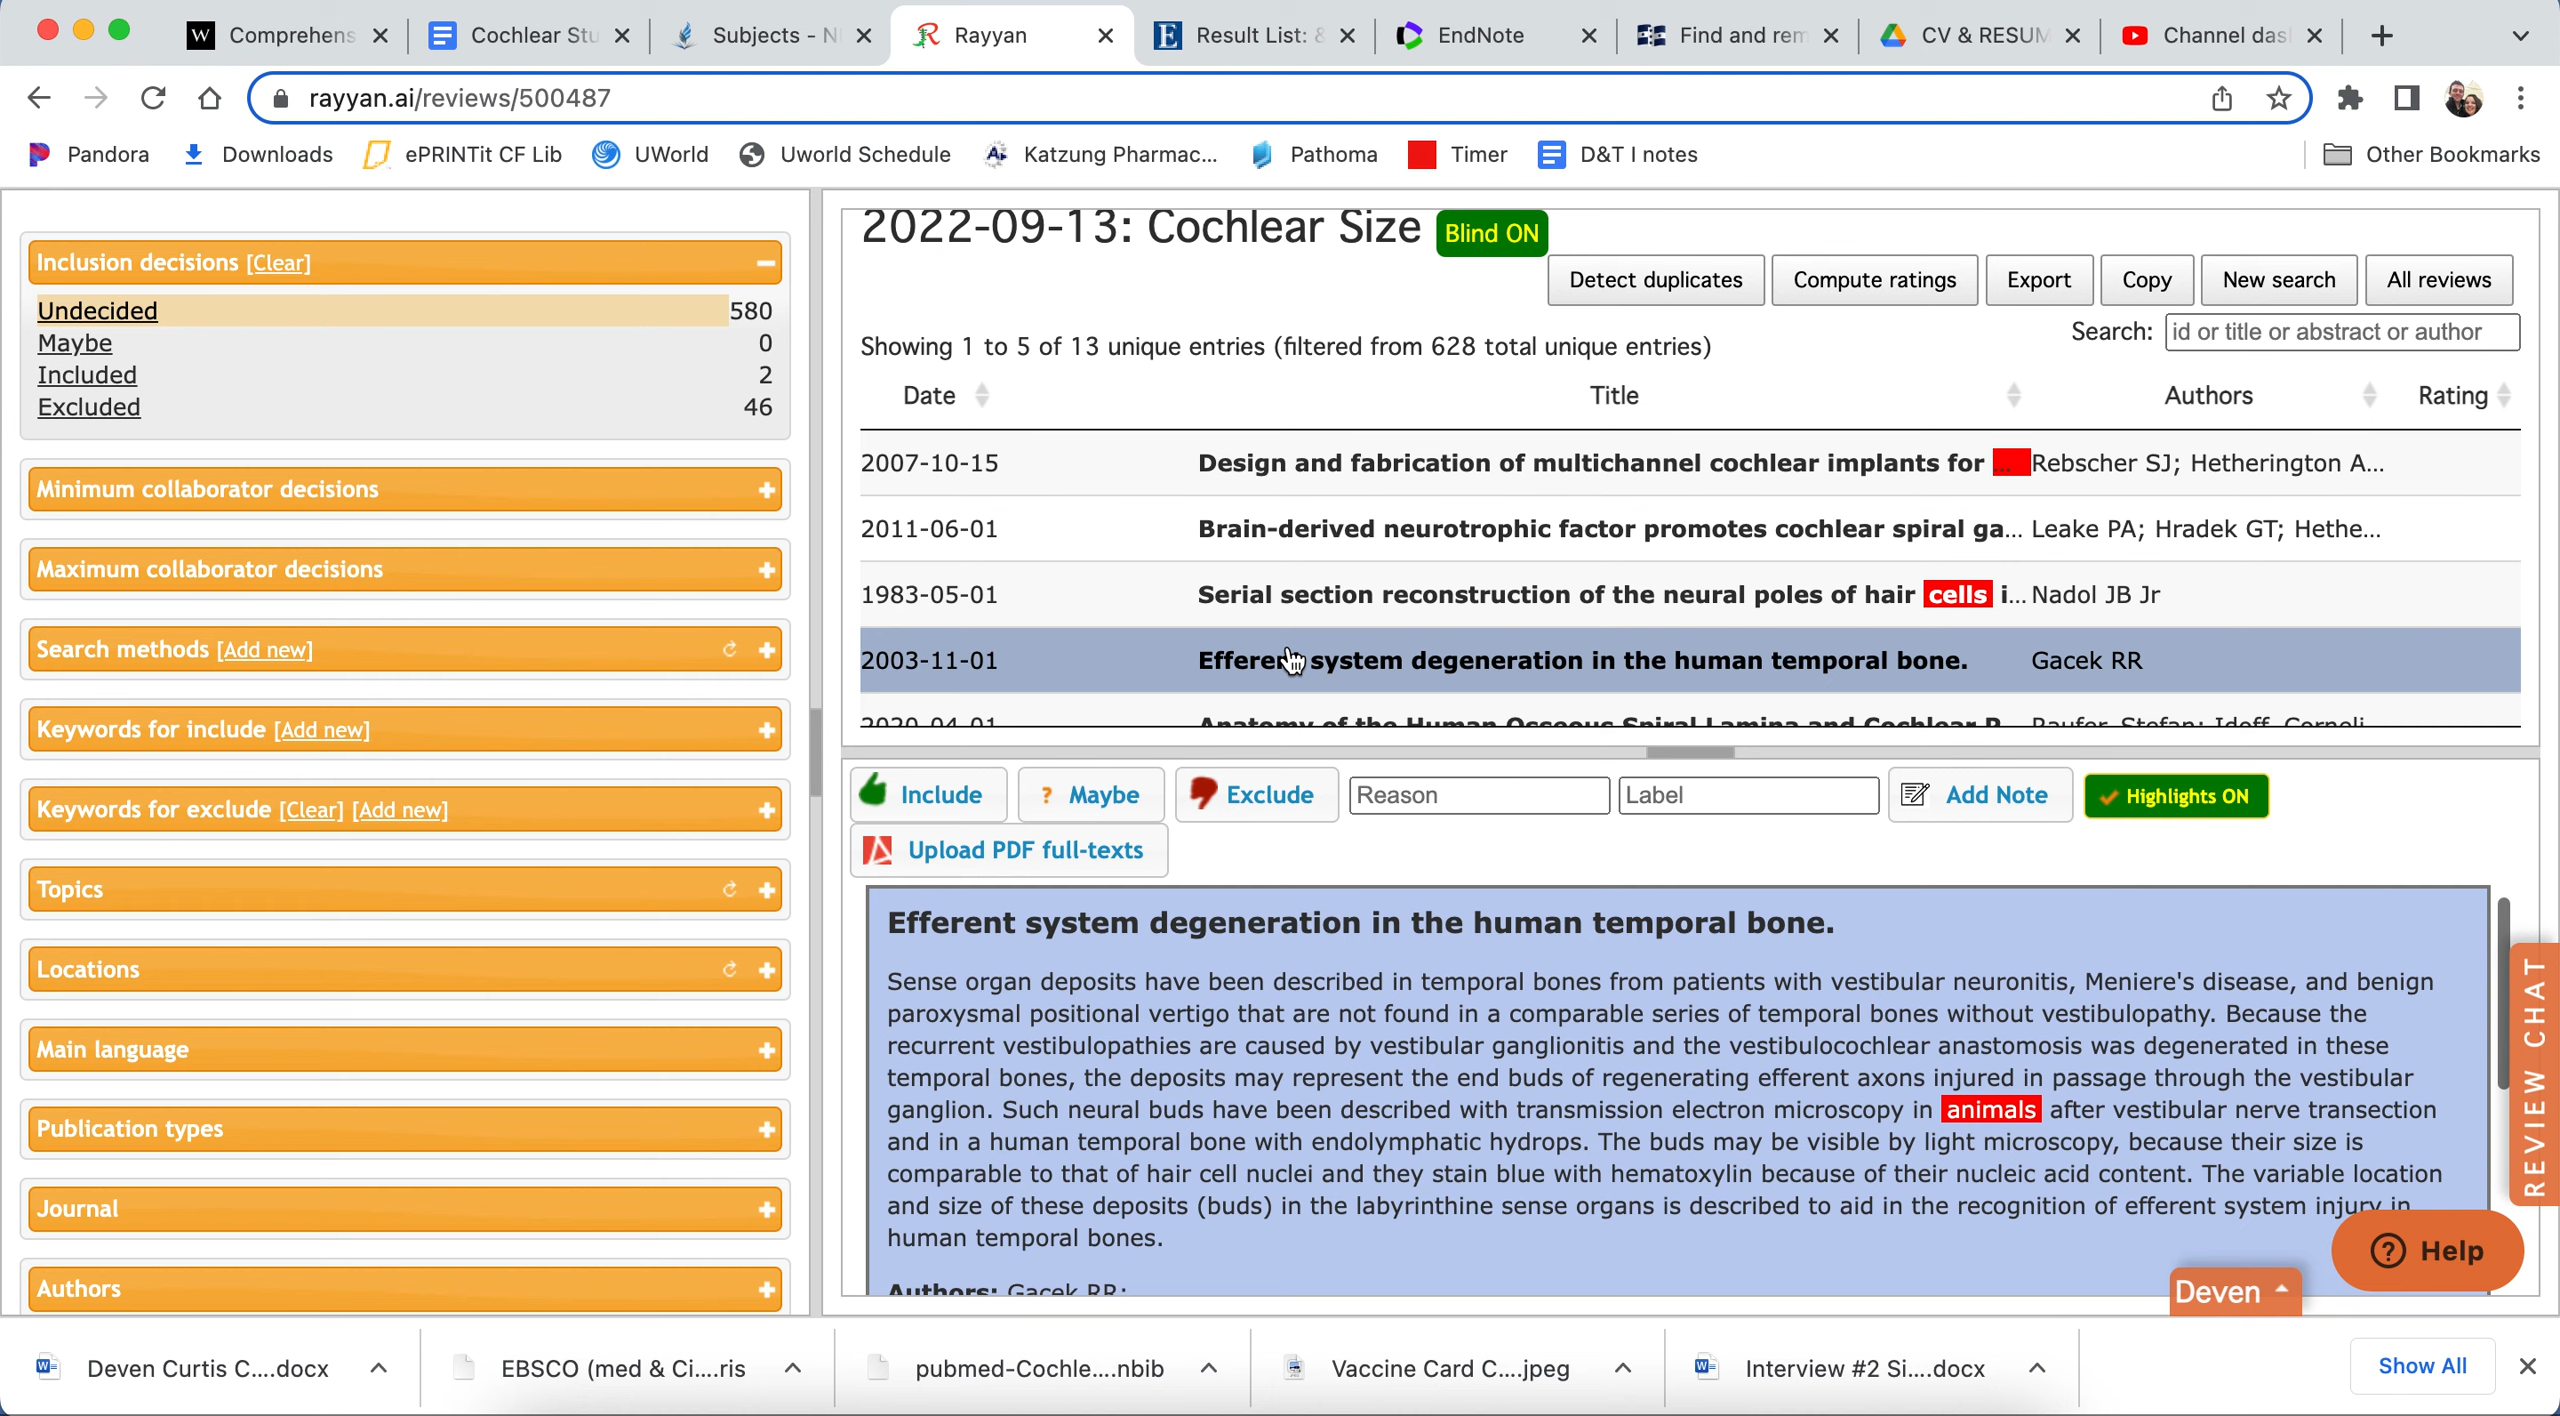 Comprehens
Cochlear Stu
Subjects - N
Rayyan
Result List: &
EndNote
Find and rem
CV & RESUM
Channel das
rayyan.ai/reviews/500487
Pandora
Downloads
ePRINTit CF Lib
UWorld
Uworld Schedule
Katzung Pharmac...
Pathoma
Timer
D&T I notes
Other Bookmarks
Inclusion decisions [Clear]
Undecided 580
Maybe 0
Included 2
Excluded 46
Minimum collaborator decisions
Maximum collaborator decisions
Search methods [Add new]
Keywords for include [Add new]
Keywords for exclude [Clear] [Add new]
Topics
Locations
Main language
Publication types
Journal
Authors
2022-09-13: Cochlear Size Blind ON
Detect duplicates Compute ratings Export Copy New search All reviews
Showing 1 to 5 of 13 unique entries (filtered from 628 total unique entries)
Search: id or title or abstract or author
Date Title Authors Rating
2007-10-15 Design and fabrication of multichannel cochlear implants for ... Rebscher SJ; Hetherington A...
2011-06-01 Brain-derived neurotrophic factor promotes cochlear spiral ga... Leake PA; Hradek GT; Hethe...
1983-05-01 Serial section reconstruction of the neural poles of hair cells i... Nadol JB Jr
2003-11-01 Efferent system degeneration in the human temporal bone. Gacek RR
2020-04-01 Anatomy of the Human Osseous Spiral Lamina and Cochlear P... Raufer, Stefan; Idoff, Corneli...
Include Maybe Exclude Reason Label Add Note Highlights ON
Upload PDF full-texts
Efferent system degeneration in the human temporal bone.
Sense organ deposits have been described in temporal bones from patients with vestibular neuronitis, Meniere's disease, and benign
paroxysmal positional vertigo that are not found in a comparable series of temporal bones without vestibulopathy. Because the
recurrent vestibulopathies are caused by vestibular ganglionitis and the vestibulocochlear anastomosis was degenerated in these
temporal bones, the deposits may represent the end buds of regenerating efferent axons injured in passage through the vestibular
ganglion. Such neural buds have been described with transmission electron microscopy in animals after vestibular nerve transection
and in a human temporal bone with endolymphatic hydrops. The buds may be visible by light microscopy, because their size is
comparable to that of hair cell nuclei and they stain blue with hematoxylin because of their nucleic acid content. The variable location
and size of these deposits (buds) in the labyrinthine sense organs is described to aid in the recognition of efferent system injury in
human temporal bones.
Authors: Gacek RR;
REVIEW CHAT
Help
Deven
Deven Curtis C....docx
EBSCO (med & Ci....ris
pubmed-Cochle....nbib
Vaccine Card C....jpeg
Interview #2 Si....docx
Show All